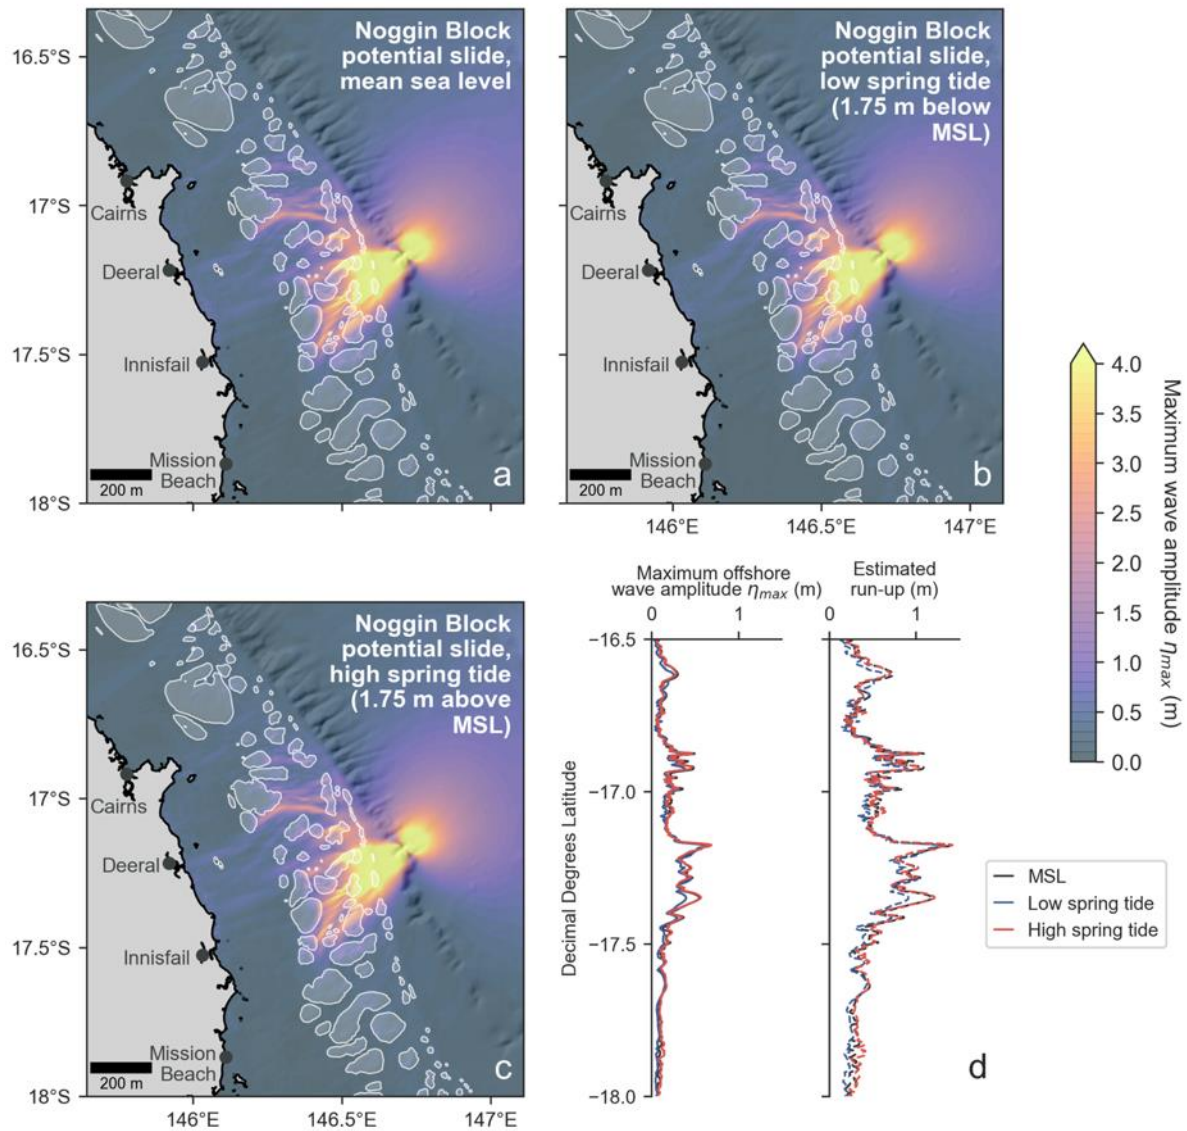 Noggin Block
potential slide,
mean sea level
16.5°S
17°S
17.5°S
18°S
Cairns
Deeral
Innisfail
Mission
Beach
200 m
a
Noggin Block
potential slide,
low spring tide
(1.75 m below
MSL)
Cairns
Deeral
Innisfail
Mission
Beach
200 m
b
146°E
146.5°E
147°E
4.0
3.5
3.0
2.5
2.0
1.5
1.0
0.5
0.0
Maximum wave amplitude ηmax (m)
Noggin Block
potential slide,
high spring tide
(1.75 m above
MSL)
16.5°S
17°S
17.5°S
18°S
Cairns
Deeral
Innisfail
Mission
Beach
200 m
c
146°E
146.5°E
147°E
Maximum offshore
wave amplitude ηmax (m)
0 1
Estimated
run-up (m)
0 1
Decimal Degrees Latitude
−16.5
−17.0
−17.5
−18.0
d
MSL
Low spring tide
High spring tide